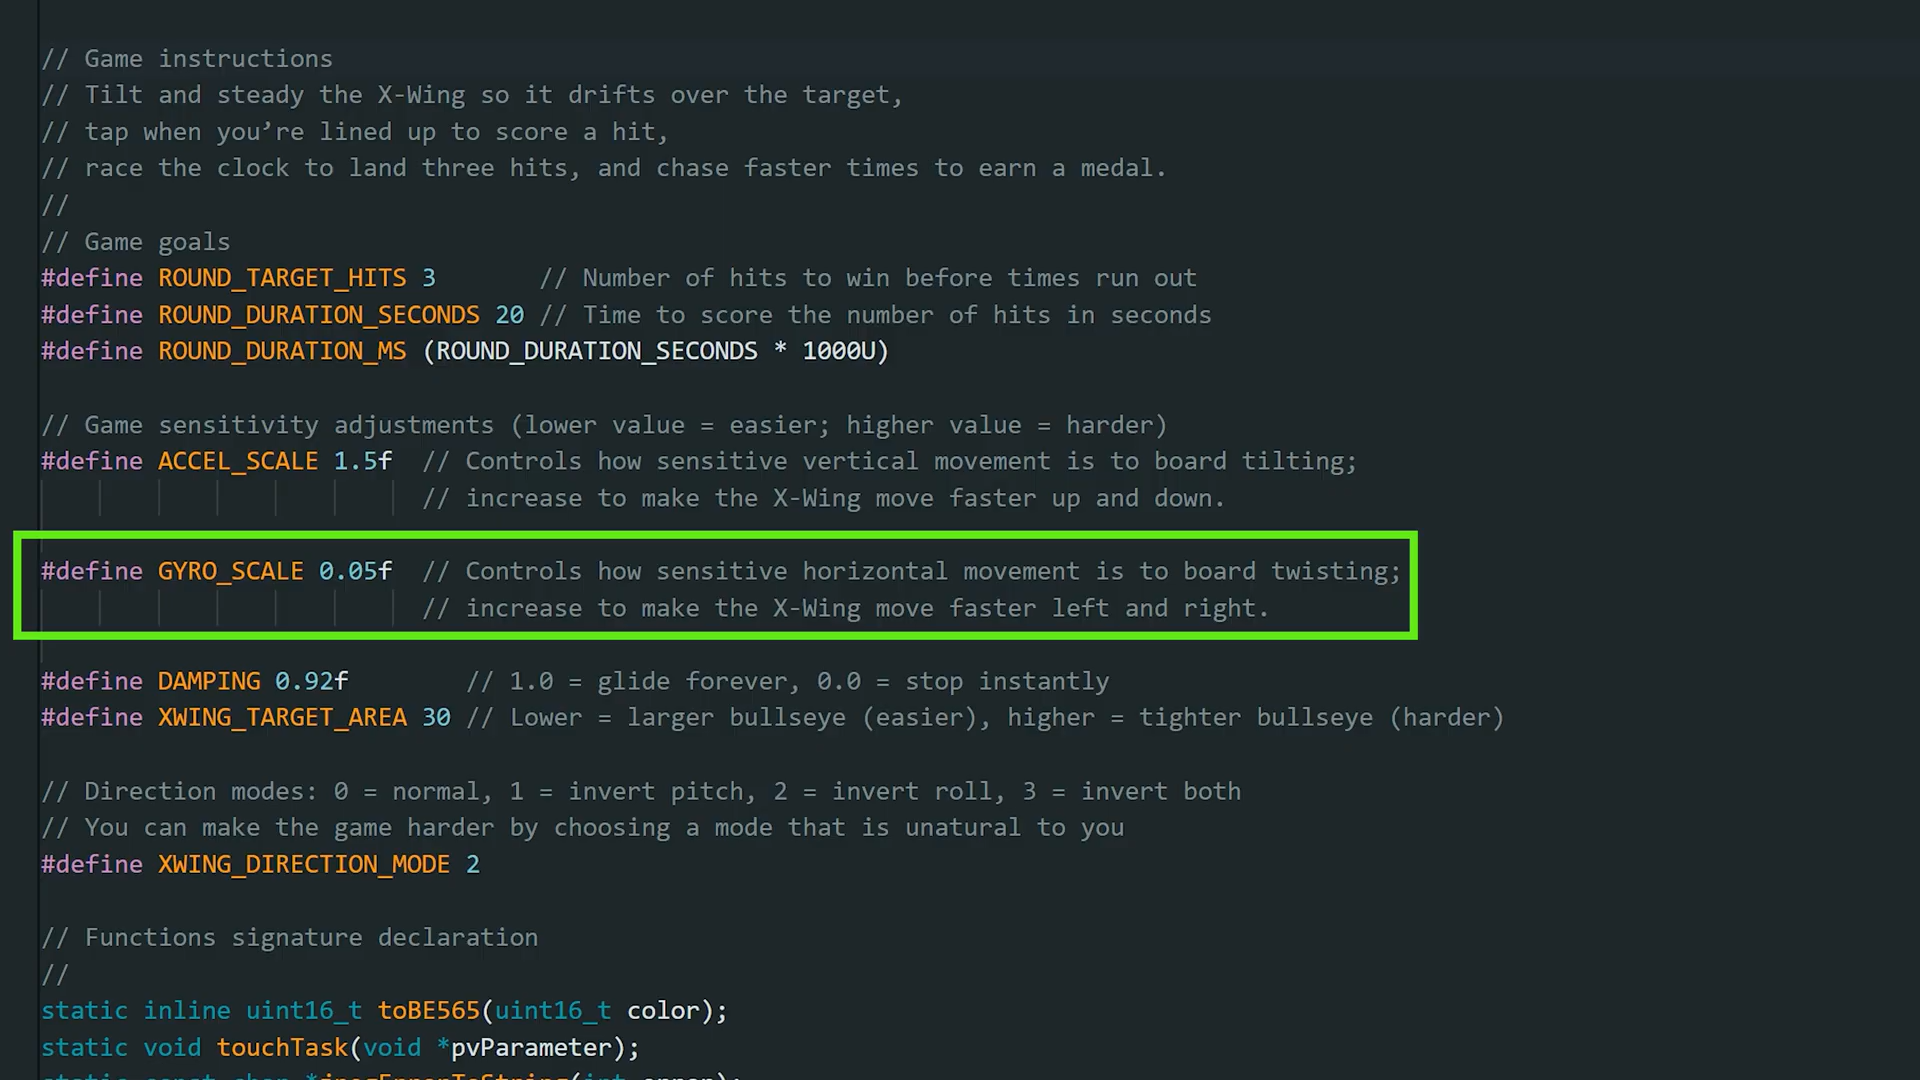 // Game instructions
// Tilt and steady the X-Wing so it drifts over the target,
// tap when you’re lined up to score a hit,
// race the clock to land three hits, and chase faster times to earn a medal.
//
// Game goals
#define ROUND_TARGET_HITS 3 // Number of hits to win before times run out
#define ROUND_DURATION_SECONDS 20 // Time to score the number of hits in seconds
#define ROUND_DURATION_MS (ROUND_DURATION_SECONDS * 1000U)
// Game sensitivity adjustments (lower value = easier; higher value = harder)
#define ACCEL_SCALE 1.5f // Controls how sensitive vertical movement is to board tilting;
// increase to make the X-Wing move faster up and down.
#define GYRO_SCALE 0.05f // Controls how sensitive horizontal movement is to board twisting;
// increase to make the X-Wing move faster left and right.
#define DAMPING 0.92f // 1.0 = glide forever, 0.0 = stop instantly
#define XWING_TARGET_AREA 30 // Lower = larger bullseye (easier), higher = tighter bullseye (harder)
// Direction modes: 0 = normal, 1 = invert pitch, 2 = invert roll, 3 = invert both
// You can make the game harder by choosing a mode that is unatural to you
#define XWING_DIRECTION_MODE 2
// Functions signature declaration
//
static inline uint16_t toBE565(uint16_t color);
static void touchTask(void *pvParameter);